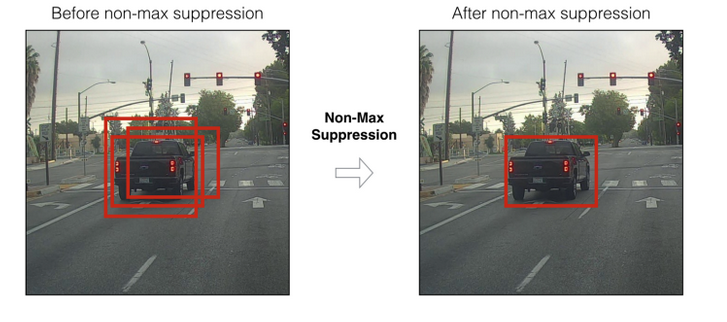 Before non-max suppression
After non-max suppression
Non-Max
Suppression